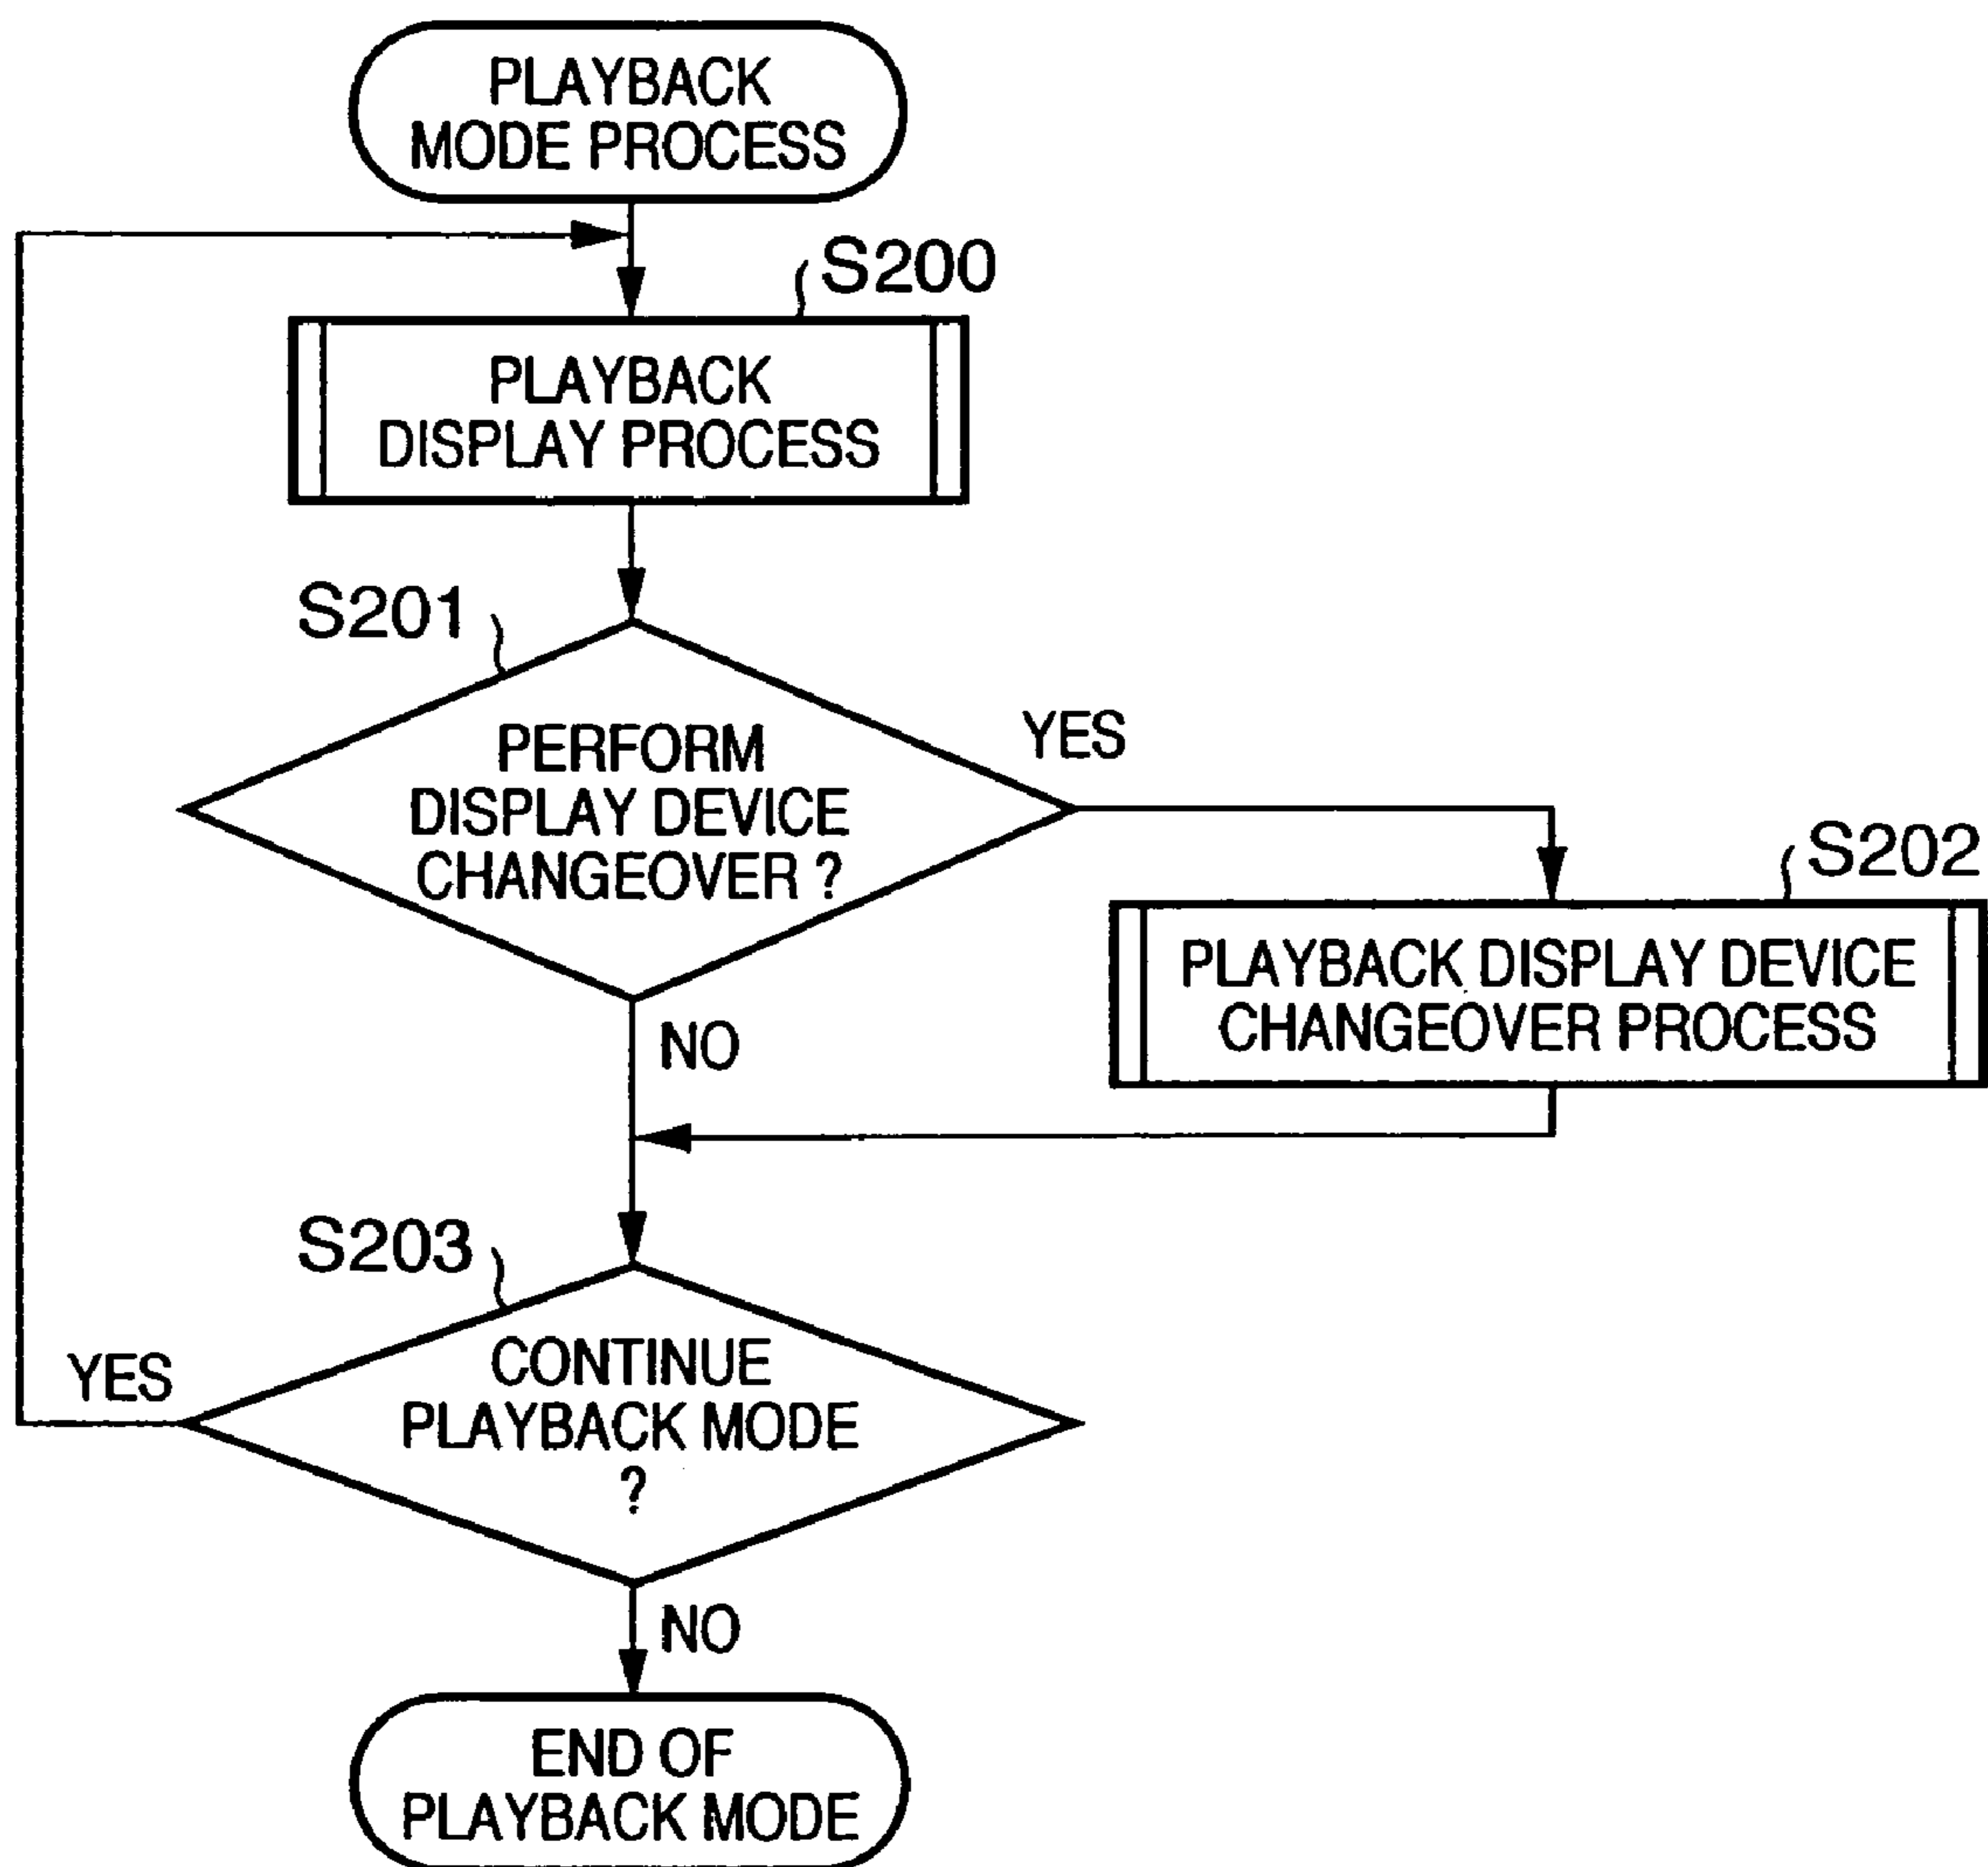 PLAYBACK
MODE PROCESS
S200
PLAYBACK
DISPLAY PROCESS
S201
PERFORM
DISPLAY DEVICE
CHANGEOVER ?
YES
S202
PLAYBACK DISPLAY DEVICE
CHANGEOVER PROCESS
NO
S203
CONTINUE
PLAYBACK MODE
?
YES
NO
END OF
PLAYBACK MODE